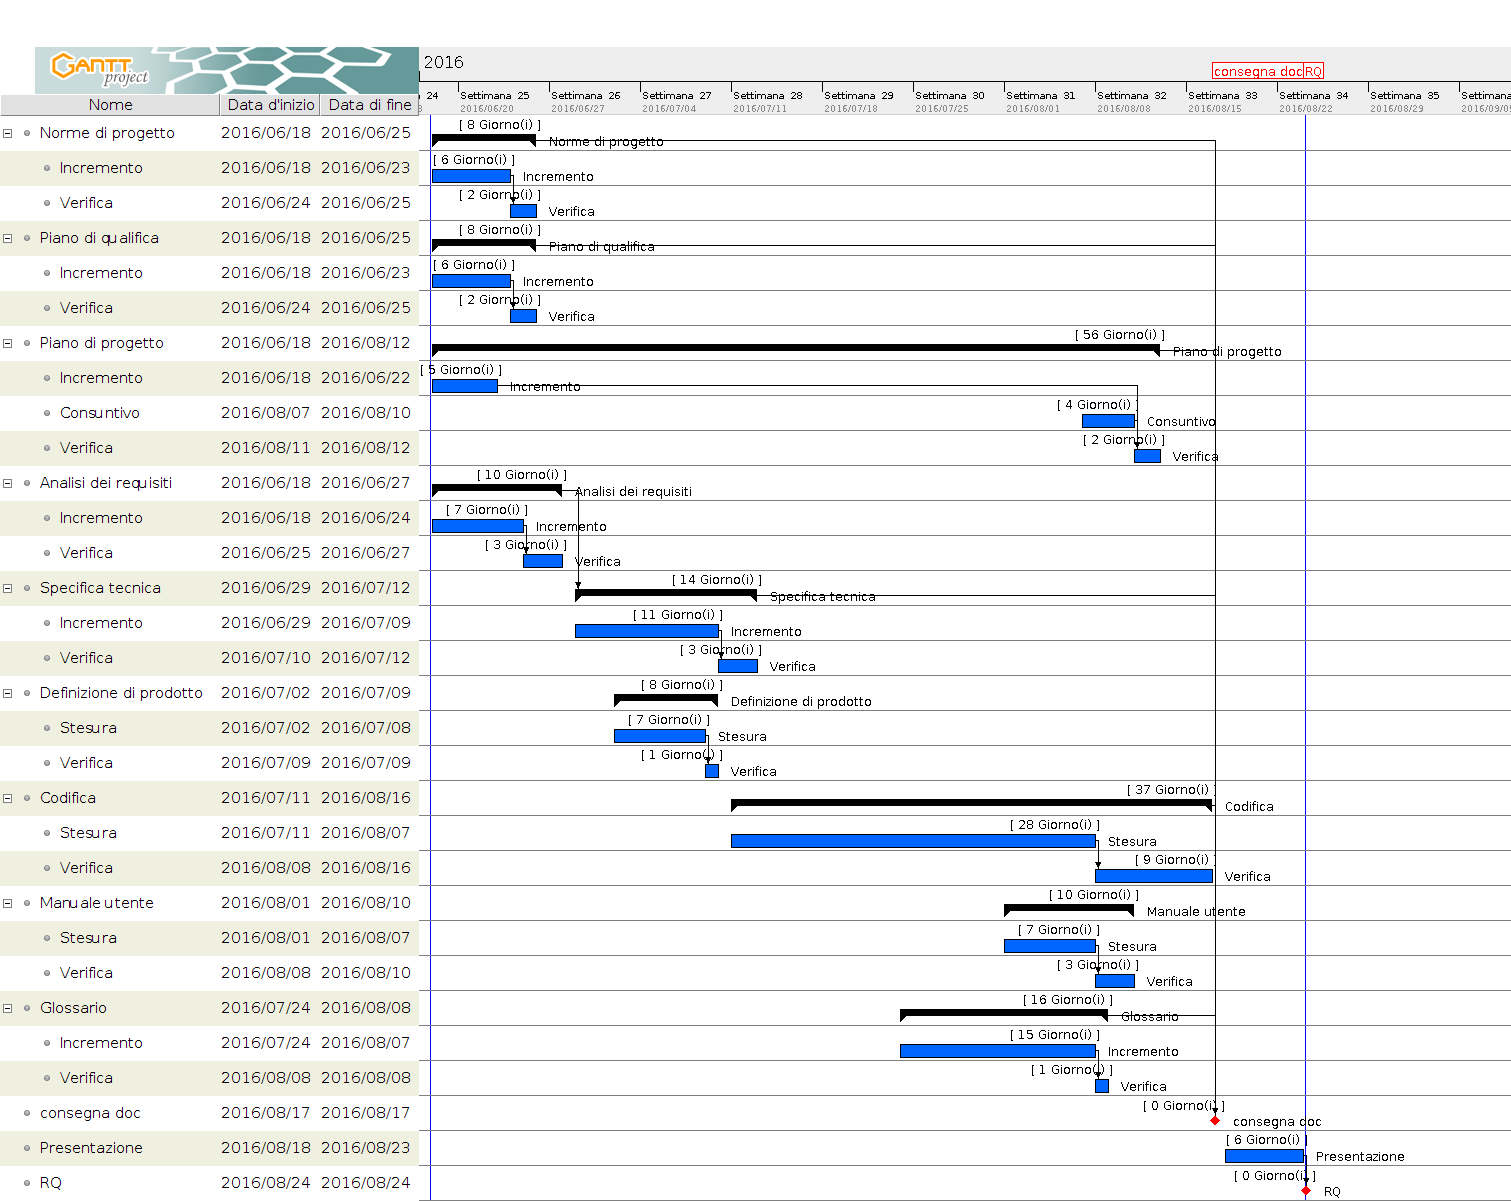 GANTT project
2016
consegna doc RQ
Nome Data d'inizio Data di fine
24 Settimana 25 Settimana 26 Settimana 27 Settimana 28 Settimana 29 Settimana 30 Settimana 31 Settimana 32 Settimana 33 Settimana 34 Settimana 35 Settimana
3 2016/06/20 2016/06/27 2016/07/04 2016/07/11 2016/07/18 2016/07/25 2016/08/01 2016/08/08 2016/08/15 2016/08/22 2016/08/29 2016/09/05
Norme di progetto 2016/06/18 2016/06/25 [ 8 Giorno(i) ] Norme di progetto
Incremento 2016/06/18 2016/06/23 [ 6 Giorno(i) ] Incremento
Verifica 2016/06/24 2016/06/25 [ 2 Giorno(i) ] Verifica
Piano di qualifica 2016/06/18 2016/06/25 [ 8 Giorno(i) ] Piano di qualifica
Incremento 2016/06/18 2016/06/23 [ 6 Giorno(i) ] Incremento
Verifica 2016/06/24 2016/06/25 [ 2 Giorno(i) ] Verifica
Piano di progetto 2016/06/18 2016/08/12 [ 56 Giorno(i) ] Piano di progetto
Incremento 2016/06/18 2016/06/22 [ 5 Giorno(i) ] Incremento
Consuntivo 2016/08/07 2016/08/10 [ 4 Giorno(i) ] Consuntivo
Verifica 2016/08/11 2016/08/12 [ 2 Giorno(i) ] Verifica
Analisi dei requisiti 2016/06/18 2016/06/27 [ 10 Giorno(i) ] Analisi dei requisiti
Incremento 2016/06/18 2016/06/24 [ 7 Giorno(i) ] Incremento
Verifica 2016/06/25 2016/06/27 [ 3 Giorno(i) ] Verifica
Specifica tecnica 2016/06/29 2016/07/12 [ 14 Giorno(i) ] Specifica tecnica
Incremento 2016/06/29 2016/07/09 [ 11 Giorno(i) ] Incremento
Verifica 2016/07/10 2016/07/12 [ 3 Giorno(i) ] Verifica
Definizione di prodotto 2016/07/02 2016/07/09 [ 8 Giorno(i) ] Definizione di prodotto
Stesura 2016/07/02 2016/07/08 [ 7 Giorno(i) ] Stesura
Verifica 2016/07/09 2016/07/09 [ 1 Giorno(i) ] Verifica
Codifica 2016/07/11 2016/08/16 [ 37 Giorno(i) ] Codifica
Stesura 2016/07/11 2016/08/07 [ 28 Giorno(i) ] Stesura
Verifica 2016/08/08 2016/08/16 [ 9 Giorno(i) ] Verifica
Manuale utente 2016/08/01 2016/08/10 [ 10 Giorno(i) ] Manuale utente
Stesura 2016/08/01 2016/08/07 [ 7 Giorno(i) ] Stesura
Verifica 2016/08/08 2016/08/10 [ 3 Giorno(i) ] Verifica
Glossario 2016/07/24 2016/08/08 [ 16 Giorno(i) ] Glossario
Incremento 2016/07/24 2016/08/07 [ 15 Giorno(i) ] Incremento
Verifica 2016/08/08 2016/08/08 [ 1 Giorno(i) ] Verifica
consegna doc 2016/08/17 2016/08/17 [ 0 Giorno(i) ] consegna doc
Presentazione 2016/08/18 2016/08/23 [ 6 Giorno(i) ] Presentazione
RQ 2016/08/24 2016/08/24 [ 0 Giorno(i) ] RQ